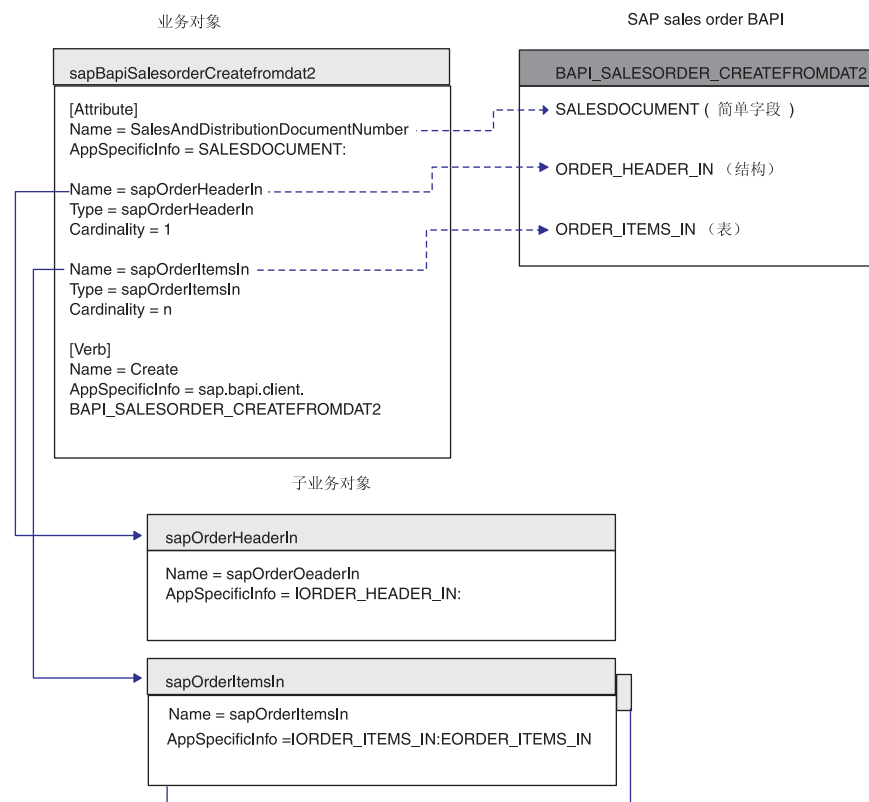 业务对象
SAP sales order BAPI
sapBapiSalesorderCreatefromdat2
[Attribute]
Name = SalesAndDistributionDocumentNumber
AppSpecificInfo = SALESDOCUMENT:
Name = sapOrderHeaderIn
Type = sapOrderHeaderIn
Cardinality = 1
Name = sapOrderItemsIn
Type = sapOrderItemsIn
Cardinality = n
[Verb]
Name = Create
AppSpecificInfo = sap.bapi.client.
BAPI_SALESORDER_CREATEFROMDAT2
BAPI_SALESORDER_CREATEFROMDAT2
SALESDOCUMENT ( 简单字段 )
ORDER_HEADER_IN （结构）
ORDER_ITEMS_IN （表）
子业务对象
sapOrderHeaderIn
Name = sapOrderOeaderIn
AppSpecificInfo = IORDER_HEADER_IN:
sapOrderItemsIn
Name = sapOrderItemsIn
AppSpecificInfo =IORDER_ITEMS_IN:EORDER_ITEMS_IN